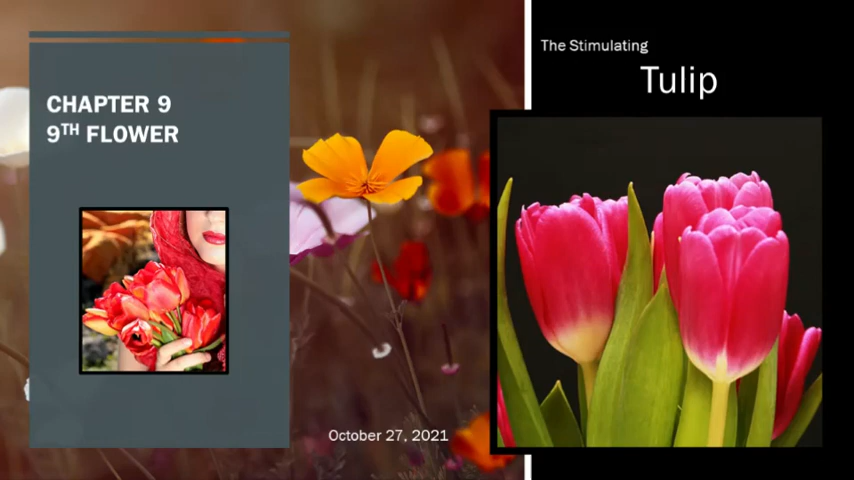 CHAPTER 9
9TH FLOWER
October 27, 2021
The Stimulating
Tulip